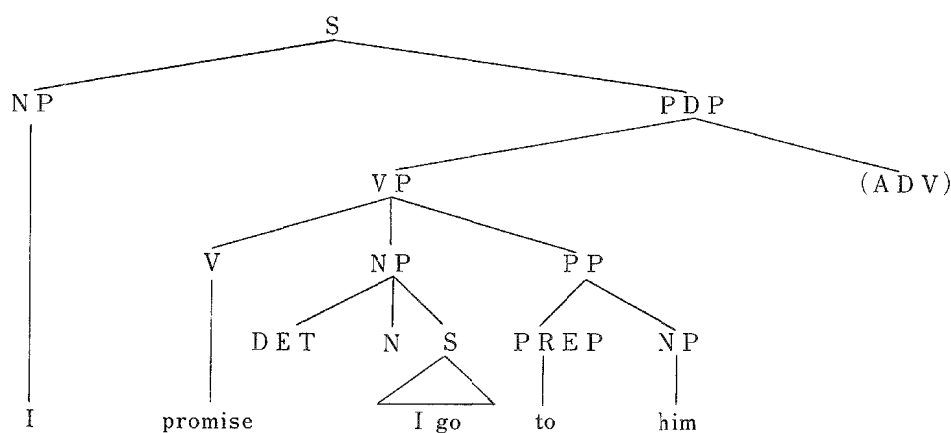 S
NP PDP
VP (ADV)
V NP PP
DET N S PREP NP
I promise I go to him